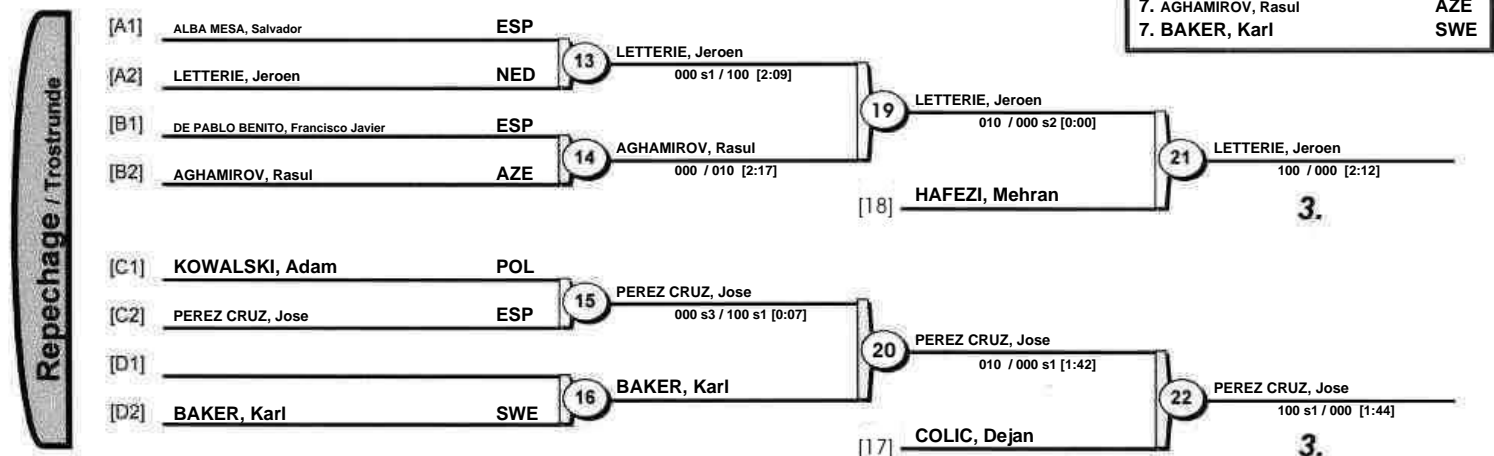 7. AGHAMIROV, Rasul AZE
7. BAKER, Karl SWE
Repechage / Trostrunde
[A1] ALBA MESA, Salvador ESP
[A2] LETTERIE, Jeroen NED
13 LETTERIE, Jeroen
000 s1 / 100 [2:09]
[B1] DE PABLO BENITO, Francisco Javier ESP
[B2] AGHAMIROV, Rasul AZE
14 AGHAMIROV, Rasul
000 / 010 [2:17]
19 LETTERIE, Jeroen
010 / 000 s2 [0:00]
[18] HAFEZI, Mehran
21 LETTERIE, Jeroen
100 / 000 [2:12]
3.
[C1] KOWALSKI, Adam POL
[C2] PEREZ CRUZ, Jose ESP
15 PEREZ CRUZ, Jose
000 s3 / 100 s1 [0:07]
[D1]
[D2] BAKER, Karl SWE
16 BAKER, Karl
20 PEREZ CRUZ, Jose
010 / 000 s1 [1:42]
[17] COLIC, Dejan
22 PEREZ CRUZ, Jose
100 s1 / 000 [1:44]
3.